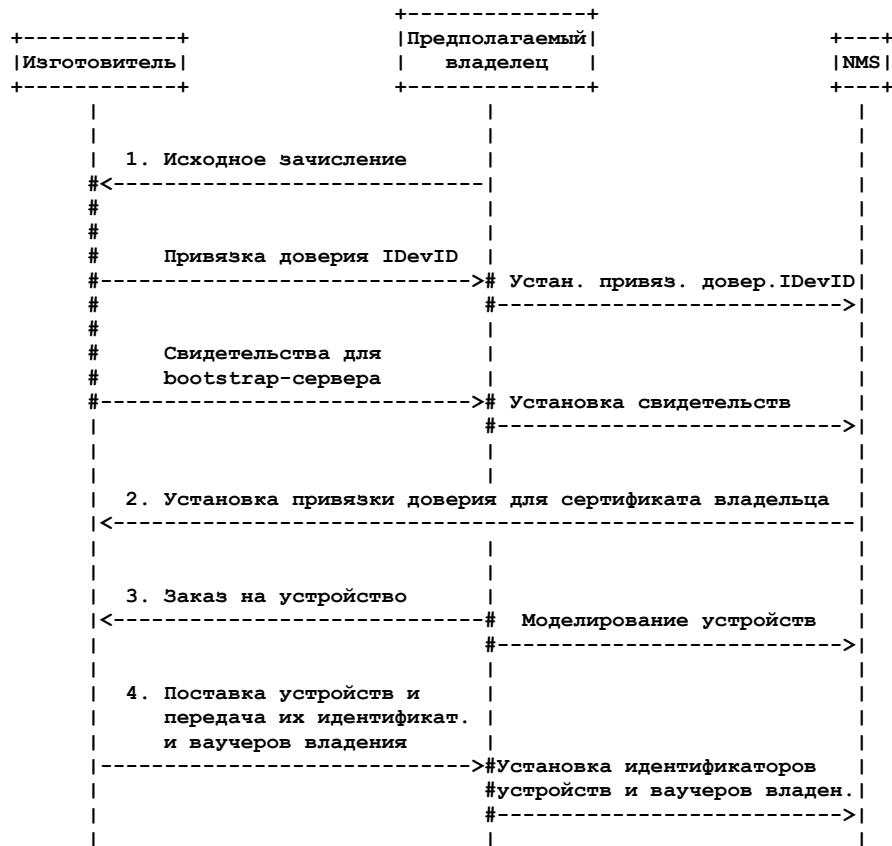 Предполагаемый
Изготовитель
владелец
NMS
1. Исходное зачисление
Привязка доверия IDevID
Устан. привяз. довер.IDevID
Свидетельства для
bootstrap-сервера
Установка свидетельств
2. Установка привязки доверия для сертификата владельца
3. Заказ на устройство
Моделирование устройств
4. Поставка устройств и
передача их идентификат.
и ваучеров владения
Установка идентификаторов
устройств и ваучеров владен.